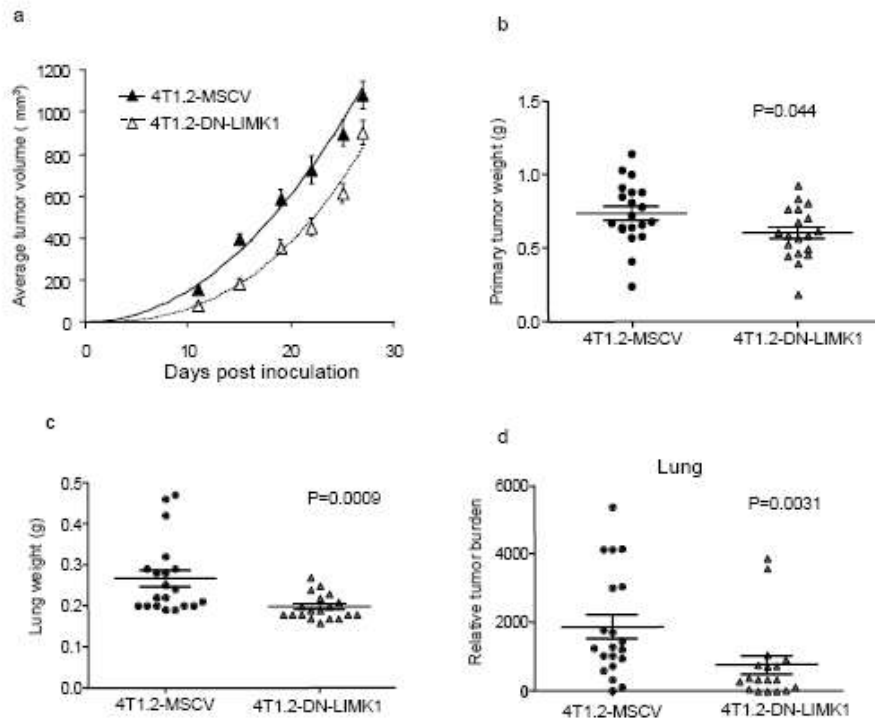 a
Average tumor volume ( mm³)
1200
1000
800
600
400
200
0
4T1.2-MSCV
4T1.2-DN-LIMK1
0
10
20
30
Days post inoculation
b
Primary tumor weight (g)
1.5
1.0
0.5
0.0
P=0.044
4T1.2-MSCV
4T1.2-DN-LIMK1
c
Lung weight (g)
0.5
0.4
0.3
0.2
0.1
0.0
P=0.0009
4T1.2-MSCV
4T1.2-DN-LIMK1
d
Lung
Relative tumor burden
6000
4000
2000
0
P=0.0031
4T1.2-MSCV
4T1.2-DN-LIMK1